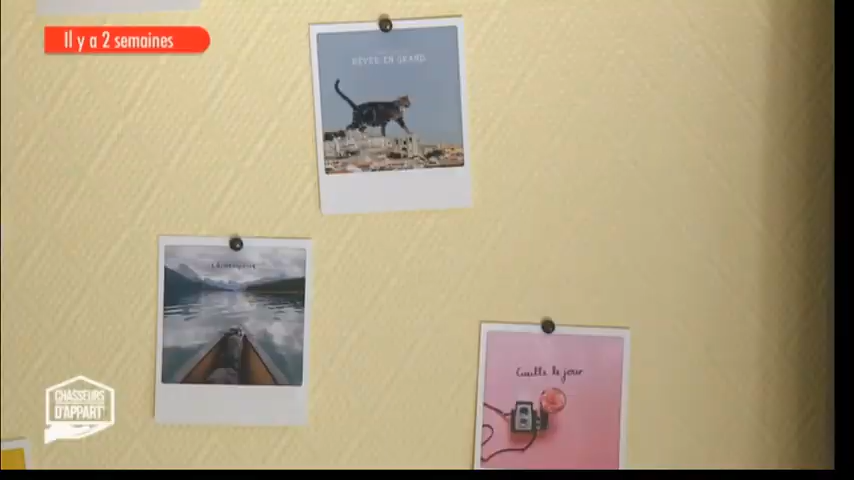 Il y a 2 semaines
RÊVER EN GRAND
Cueille le jour
CHASSEURS
D'APPART'